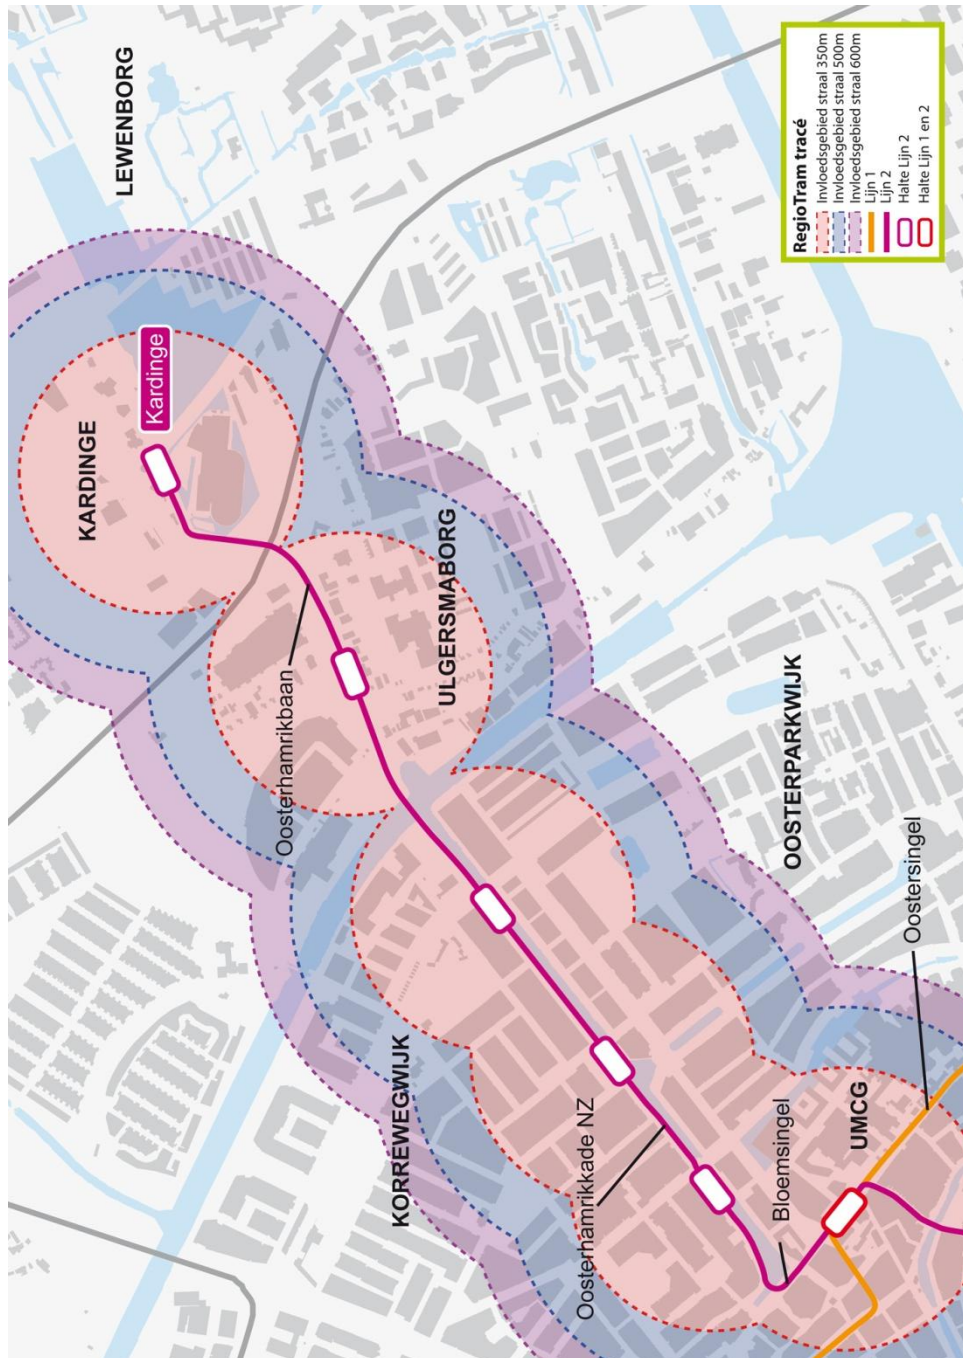 LEWENBORG
KARDINGE
Kardinge
ULGERSMABORG
Oosterhamrikbaan
OOSTERPARKWIJK
Oostersingel
KORREWEGWIJK
Oosterhamrikkade NZ
Bloemsingel
UMCG
RegioTram tracé
Invloedsgebied straal 350m
Invloedsgebied straal 500m
Invloedsgebied straal 600m
Lijn 1
Lijn 2
Halte Lijn 2
Halte Lijn 1 en 2